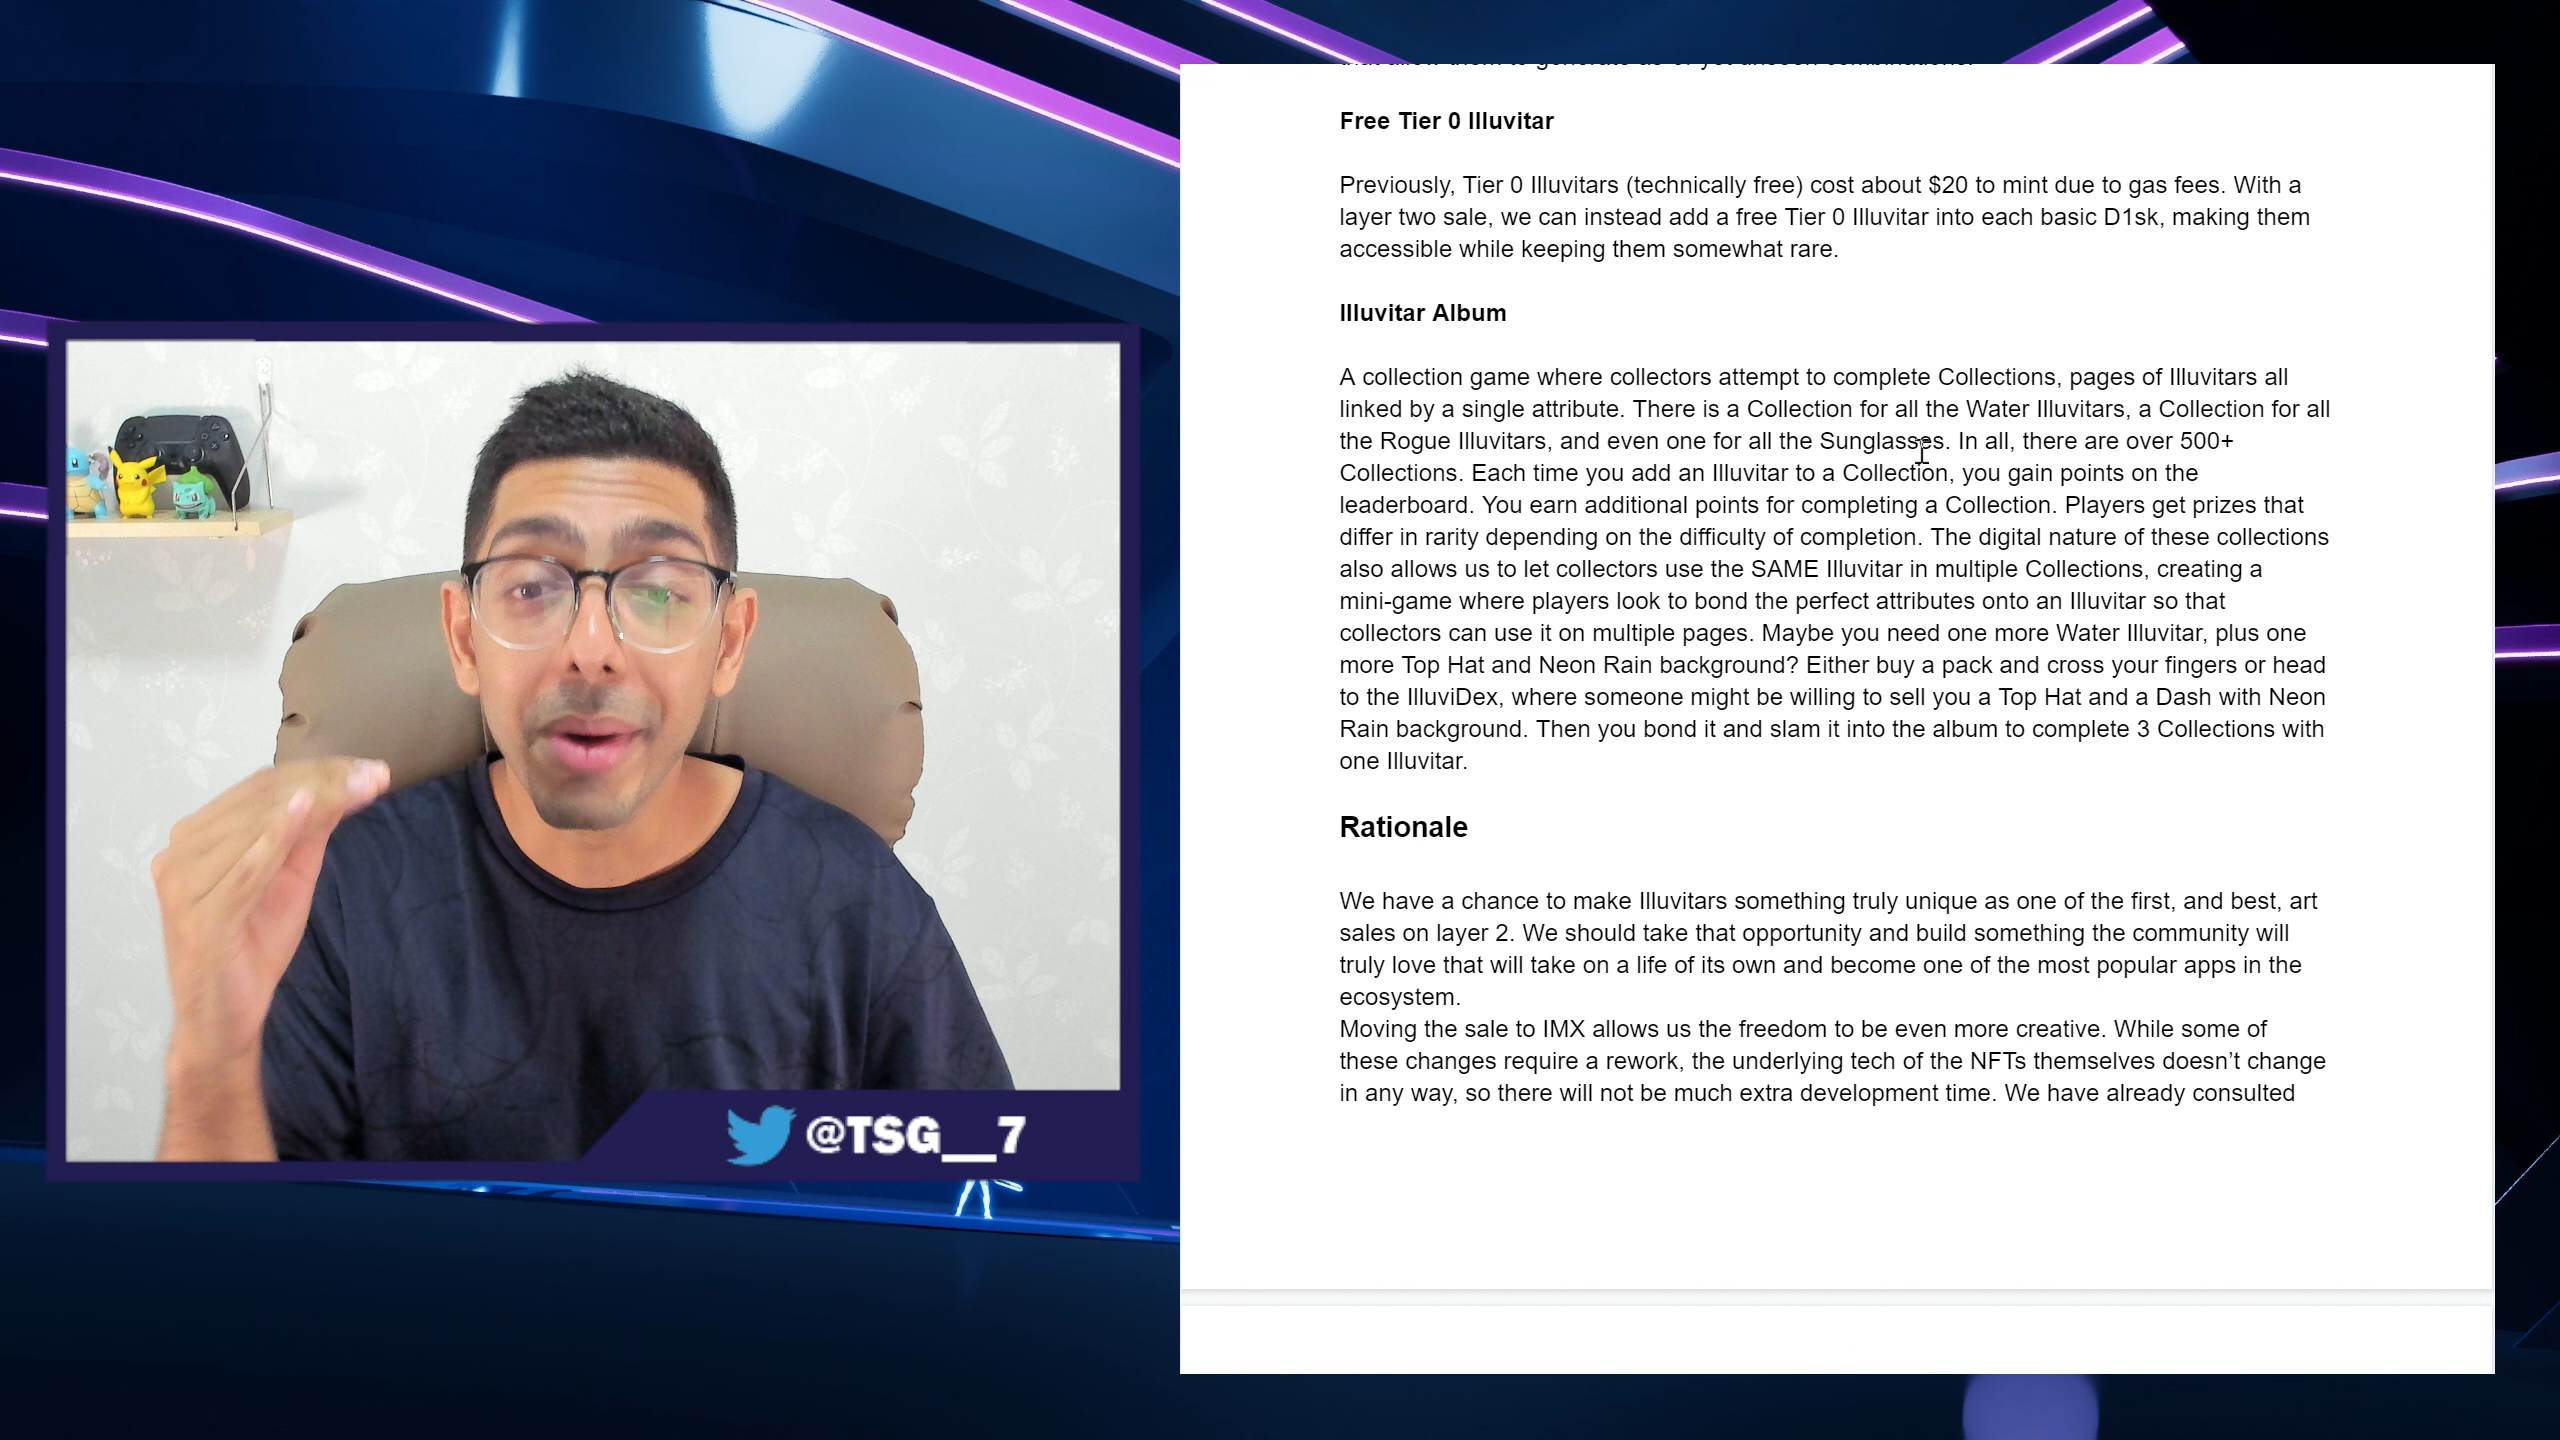 Free Tier 0 Illuvitar
Previously, Tier 0 Illuvitars (technically free) cost about $20 to mint due to gas fees. With a
layer two sale, we can instead add a free Tier 0 Illuvitar into each basic D1sk, making them
accessible while keeping them somewhat rare.
Illuvitar Album
A collection game where collectors attempt to complete Collections, pages of Illuvitars all
linked by a single attribute. There is a Collection for all the Water Illuvitars, a Collection for all
the Rogue Illuvitars, and even one for all the Sunglasses. In all, there are over 500+
Collections. Each time you add an Illuvitar to a Collection, you gain points on the
leaderboard. You earn additional points for completing a Collection. Players get prizes that
differ in rarity depending on the difficulty of completion. The digital nature of these collections
also allows us to let collectors use the SAME Illuvitar in multiple Collections, creating a
mini-game where players look to bond the perfect attributes onto an Illuvitar so that
collectors can use it on multiple pages. Maybe you need one more Water Illuvitar, plus one
more Top Hat and Neon Rain background? Either buy a pack and cross your fingers or head
to the IlluviDex, where someone might be willing to sell you a Top Hat and a Dash with Neon
Rain background. Then you bond it and slam it into the album to complete 3 Collections with
one Illuvitar.
Rationale
We have a chance to make Illuvitars something truly unique as one of the first, and best, art
sales on layer 2. We should take that opportunity and build something the community will
truly love that will take on a life of its own and become one of the most popular apps in the
ecosystem.
Moving the sale to IMX allows us the freedom to be even more creative. While some of
these changes require a rework, the underlying tech of the NFTs themselves doesn’t change
in any way, so there will not be much extra development time. We have already consulted
@TSG__7